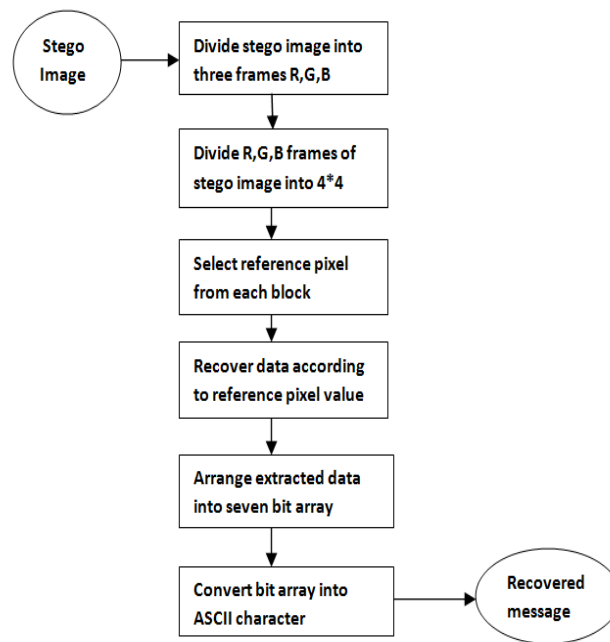 Stego
Image
Divide stego image into
three frames R,G,B
Divide R,G,B frames of
stego image into 4*4
Select reference pixel
from each block
Recover data according
to reference pixel value
Arrange extracted data
into seven bit array
Convert bit array into
ASCII character
Recovered
message